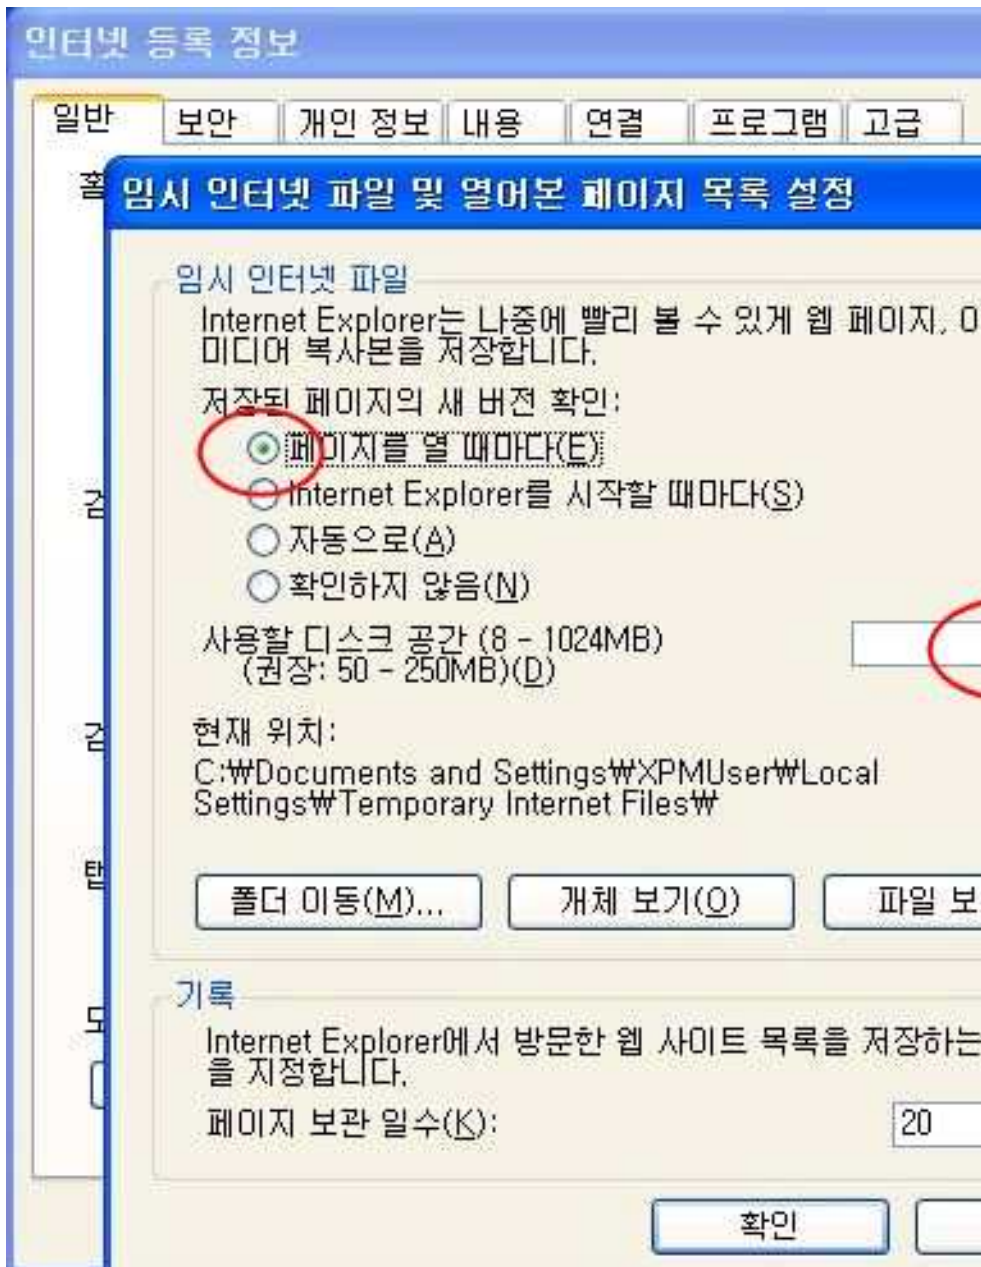 인터넷 등록 정보
일반 보안 개인 정보 내용 연결 프로그램 고급
홈
임시 인터넷 파일 및 열어본 페이지 목록 설정
임시 인터넷 파일
Internet Explorer는 나중에 빨리 볼 수 있게 웹 페이지, 이
미디어 복사본을 저장합니다.
저장된 페이지의 새 버전 확인:
페이지를 열 때마다(E)
Internet Explorer를 시작할 때마다(S)
자동으로(A)
확인하지 않음(N)
사용할 디스크 공간 (8 - 1024MB)
(권장: 50 - 250MB)(D)
현재 위치:
C:₩Documents and Settings₩XPMUser₩Local
Settings₩Temporary Internet Files₩
탭
폴더 이동(M)... 개체 보기(O) 파일 보
기록
Internet Explorer에서 방문한 웹 사이트 목록을 저장하는
을 지정합니다.
페이지 보관 일수(K): 20
확인